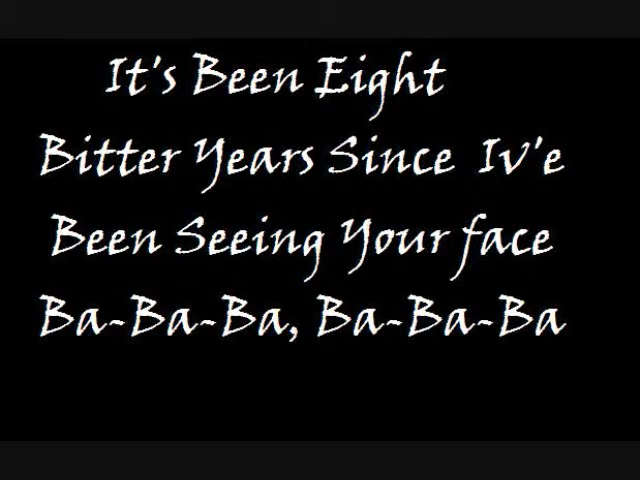 It's Been Eight
Bitter Years Since Iv'e
Been Seeing Your face
Ba-Ba-Ba, Ba-Ba-Ba